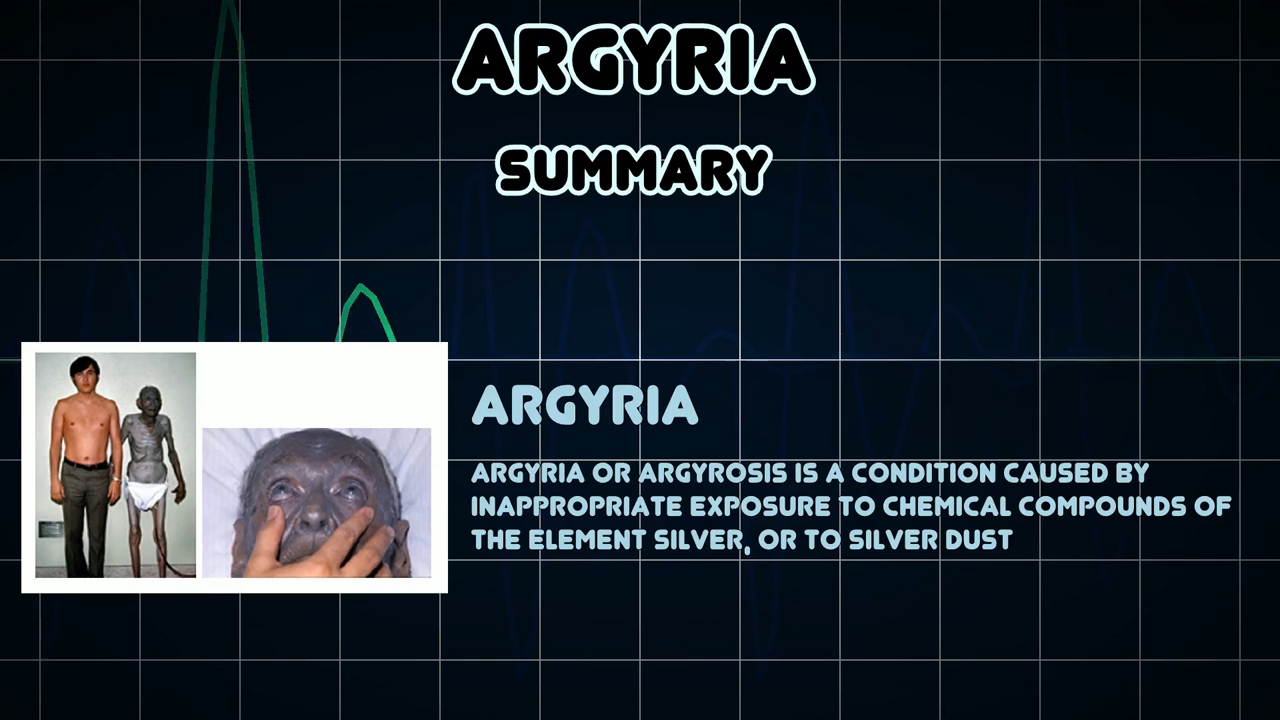 ARGYRIA
SUMMARY
ARGYRIA
ARGYRIA OR ARGYROSIS IS A CONDITION CAUSED BY
INAPPROPRIATE EXPOSURE TO CHEMICAL COMPOUNDS OF
THE ELEMENT SILVER, OR TO SILVER DUST